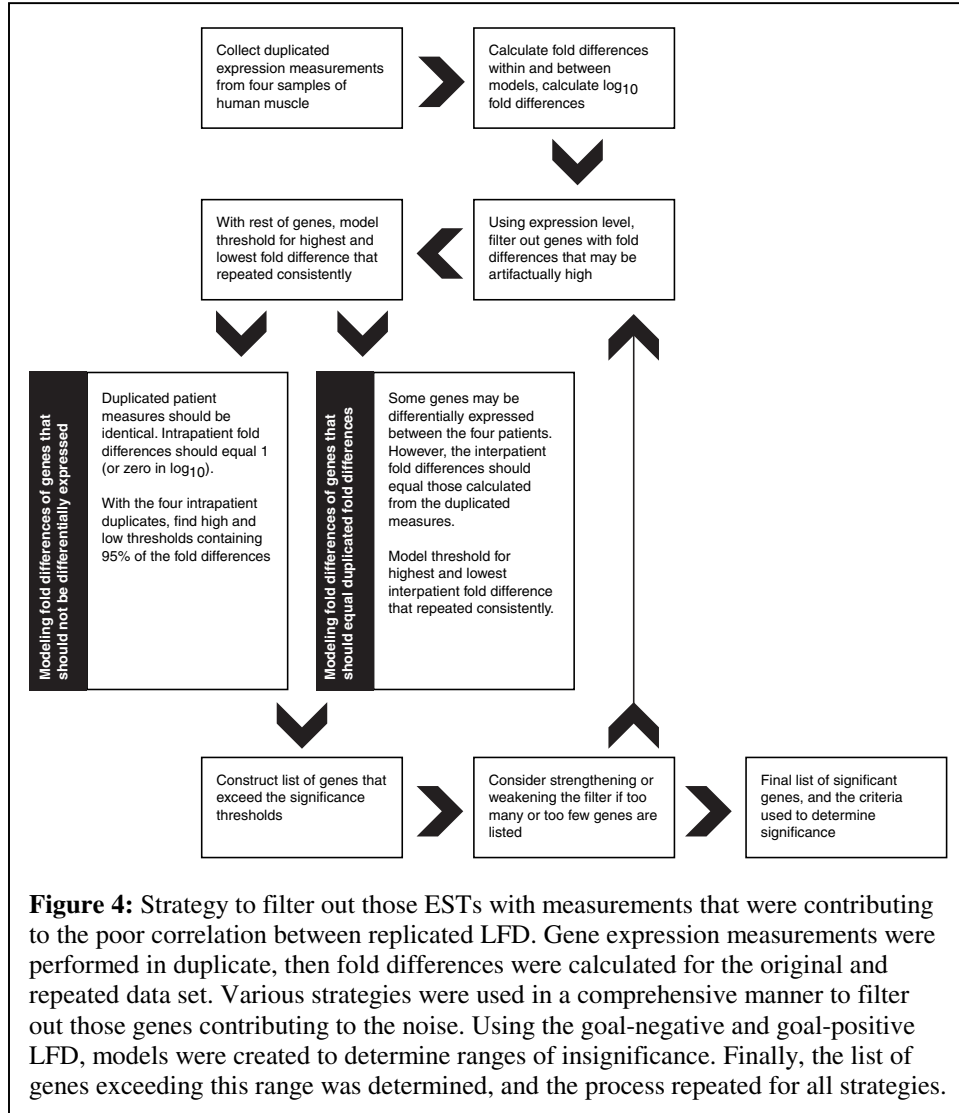 Collect duplicated
expression measurements
from four samples of
human muscle
Calculate fold differences
within and between
models, calculate log10
fold differences
Using expression level,
filter out genes with fold
differences that may be
artifactually high
With rest of genes, model
threshold for highest and
lowest fold difference that
repeated consistently
Modeling fold differences of genes that
should not be differentially expressed
Duplicated patient
measures should be
identical. Intrapatient fold
differences should equal 1
(or zero in log10).
With the four intrapatient
duplicates, find high and
low thresholds containing
95% of the fold differences
Modeling fold differences of genes that
should equal duplicated fold differences
Some genes may be
differentially expressed
between the four patients.
However, the interpatient
fold differences should
equal those calculated
from the duplicated
measures.
Model threshold for
highest and lowest
interpatient fold difference
that repeated consistently.
Construct list of genes that
exceed the significance
thresholds
Consider strengthening or
weakening the filter if too
many or too few genes are
listed
Final list of significant
genes, and the criteria
used to determine
significance
Figure 4: Strategy to filter out those ESTs with measurements that were contributing
to the poor correlation between replicated LFD. Gene expression measurements were
performed in duplicate, then fold differences were calculated for the original and
repeated data set. Various strategies were used in a comprehensive manner to filter
out those genes contributing to the noise. Using the goal-negative and goal-positive
LFD, models were created to determine ranges of insignificance. Finally, the list of
genes exceeding this range was determined, and the process repeated for all strategies.